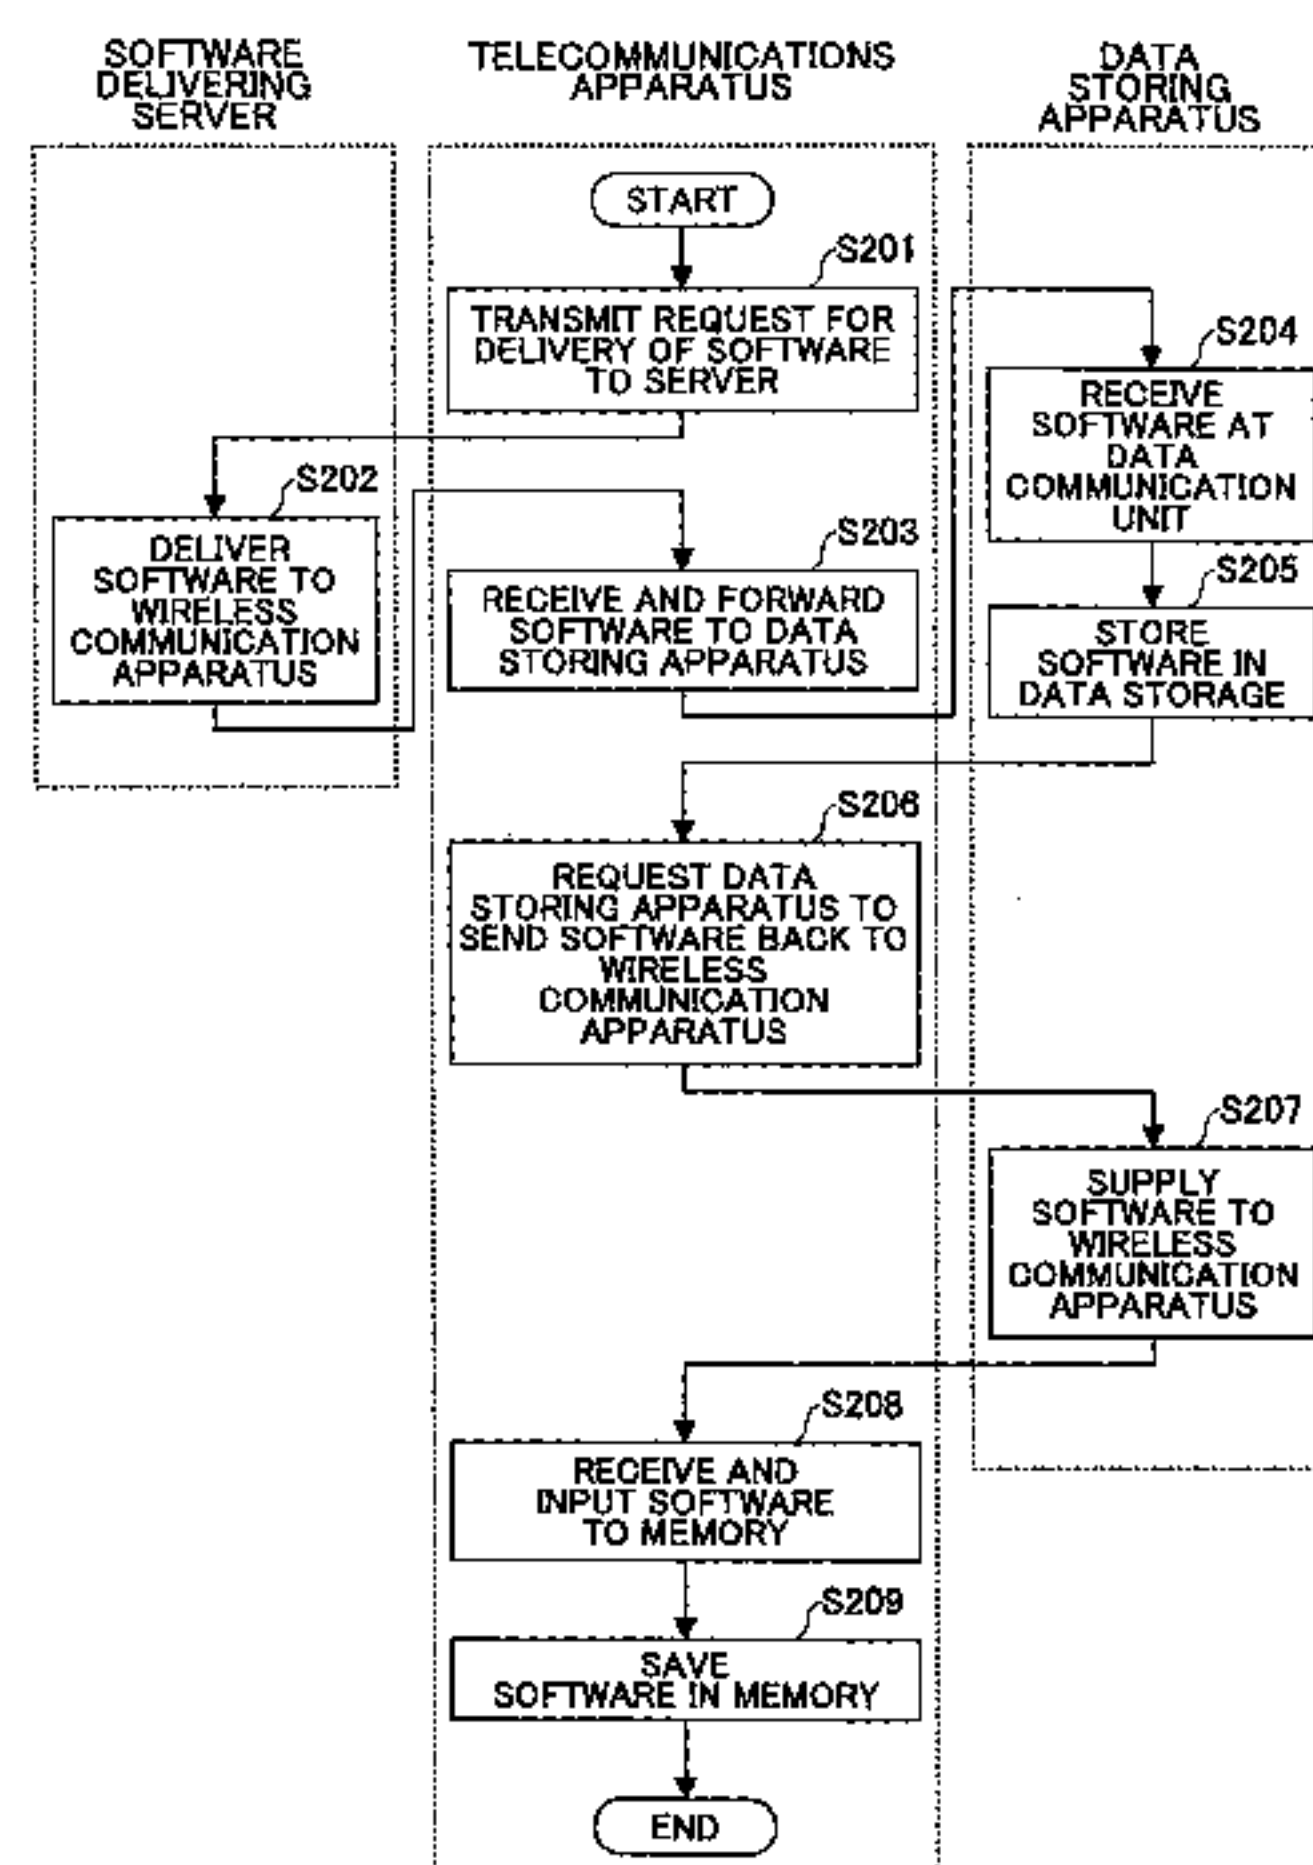 SOFTWARE
DELIVERING
SERVER
TELECOMMUNICATIONS
APPARATUS
DATA
STORING
APPARATUS
START
S201
TRANSMIT REQUEST FOR
DELIVERY OF SOFTWARE
TO SERVER
S202
DELIVER
SOFTWARE TO
WIRELESS
COMMUNICATION
APPARATUS
S203
RECEIVE AND FORWARD
SOFTWARE TO DATA
STORING APPARATUS
S204
RECEIVE
SOFTWARE AT
DATA
COMMUNICATION
UNIT
S205
STORE
SOFTWARE IN
DATA STORAGE
S206
REQUEST DATA
STORING APPARATUS TO
SEND SOFTWARE BACK TO
WIRELESS
COMMUNICATION
APPARATUS
S207
SUPPLY
SOFTWARE TO
WIRELESS
COMMUNICATION
APPARATUS
S208
RECEIVE AND
INPUT SOFTWARE
TO MEMORY
S209
SAVE
SOFTWARE IN MEMORY
END